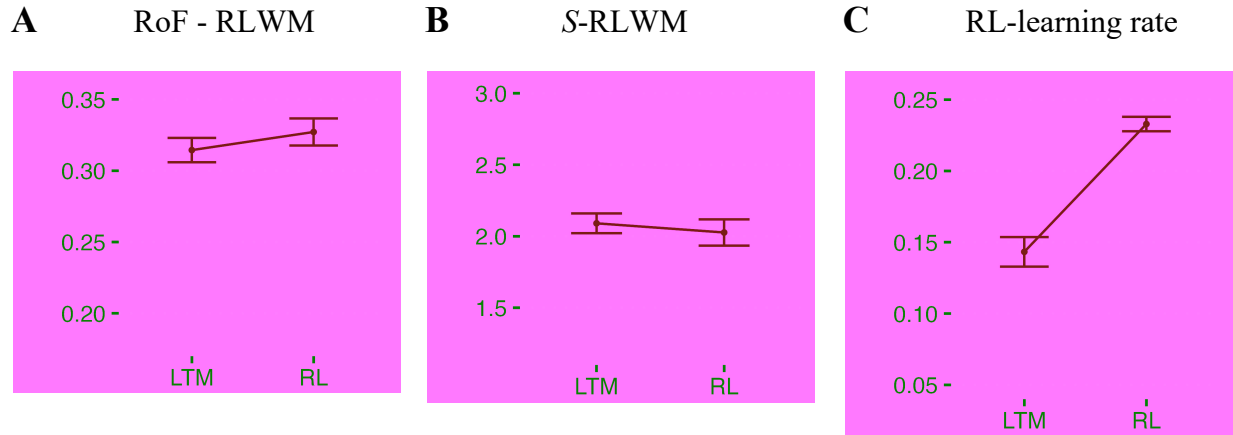 A RoF - RLWM
0.35
0.30
0.25
0.20
LTM RL
B S-RLWM
3.0
2.5
2.0
1.5
LTM RL
C RL-learning rate
0.25
0.20
0.15
0.10
0.05
LTM RL